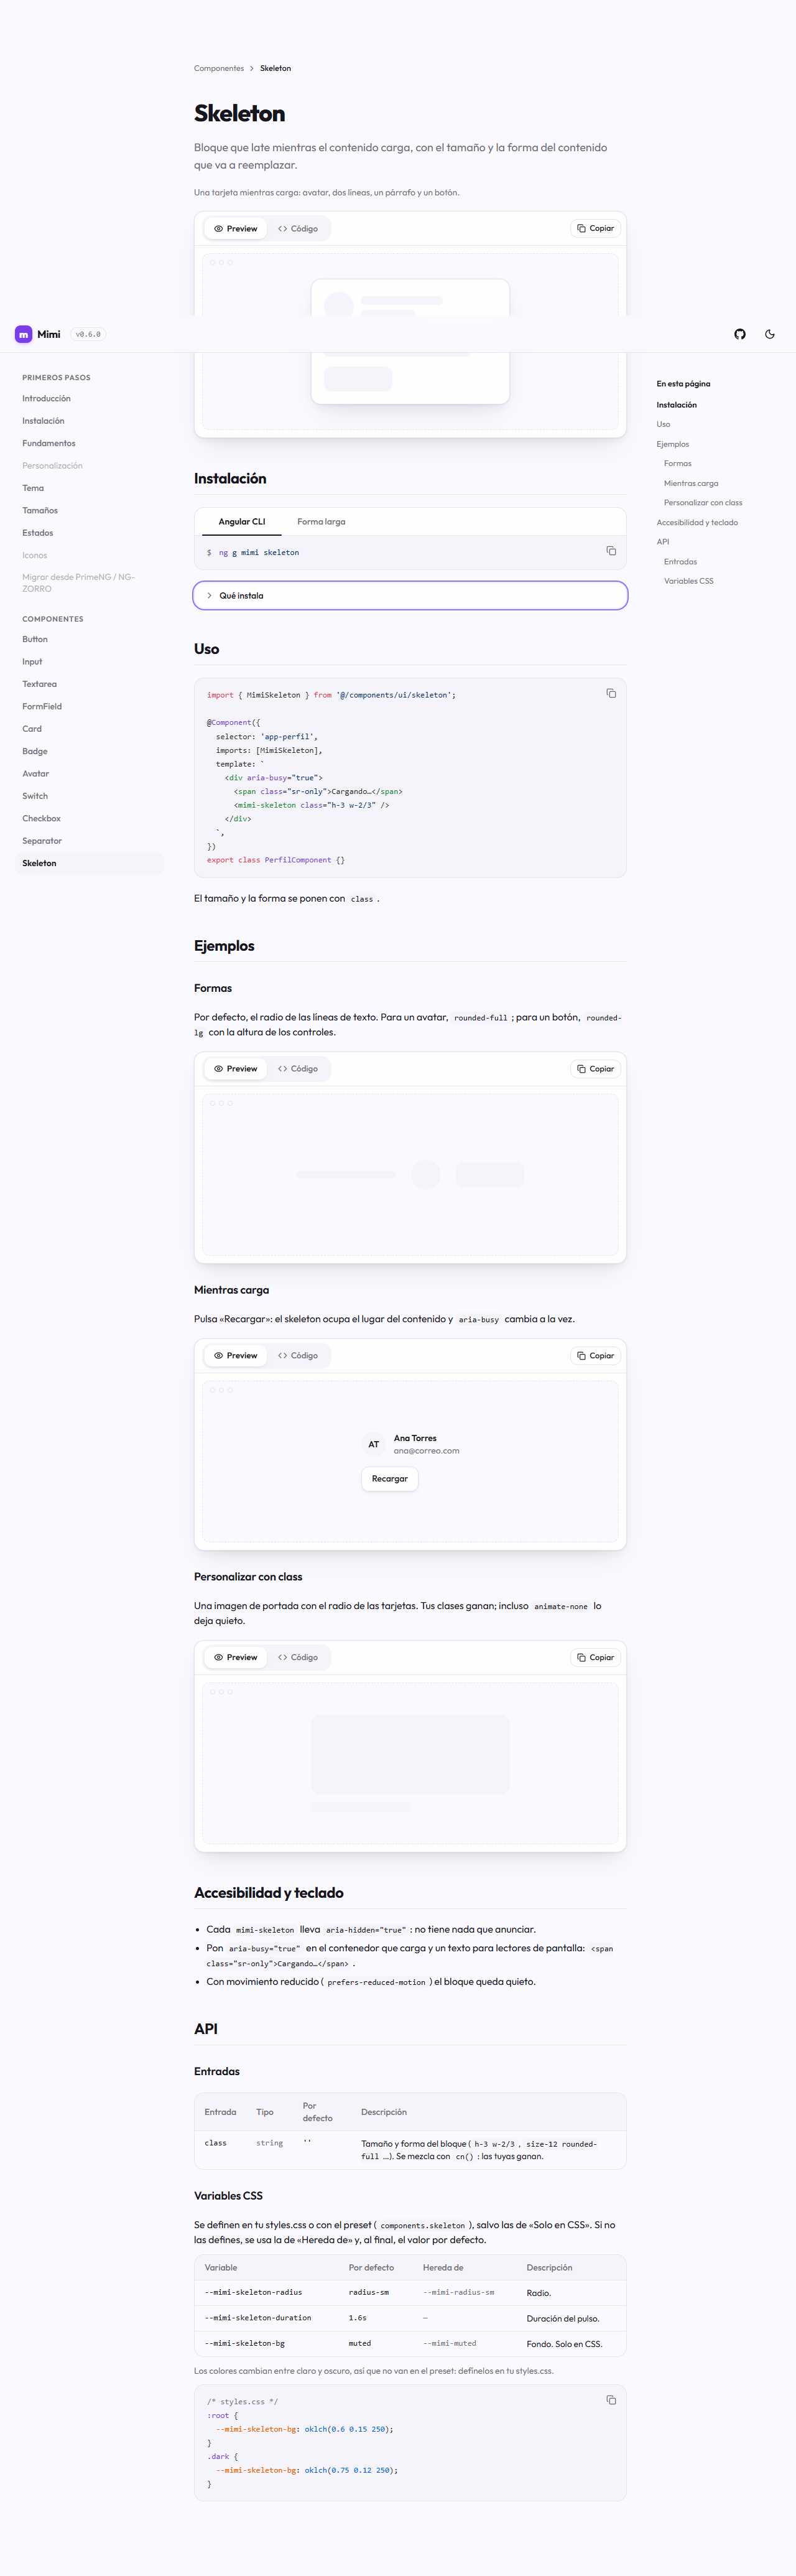 Componentes > Skeleton
Skeleton
Bloque que late mientras el contenido carga, con el tamaño y la forma del contenido
que va a reemplazar.
Una tarjeta mientras carga: avatar, dos líneas, un párrafo y un botón.
Preview
Código
Copiar
m Mimi v0.6.0
PRIMEROS PASOS
Introducción
Instalación
Fundamentos
Personalización
Tema
Tamaños
Estados
Iconos
Migrar desde PrimeNG / NG-
ZORRO
COMPONENTES
Button
Input
Textarea
FormField
Card
Badge
Avatar
Switch
Checkbox
Separator
Skeleton
En esta página
Instalación
Uso
Ejemplos
Formas
Mientras carga
Personalizar con class
Accesibilidad y teclado
API
Entradas
Variables CSS
Instalación
Angular CLI
Forma larga
$ ng g mimi skeleton
Qué instala
Uso
import { MimiSkeleton } from '@/components/ui/skeleton';
@Component({
selector: 'app-perfil',
imports: [MimiSkeleton],
template: `
<div aria-busy="true">
<span class="sr-only">Cargando…</span>
<mimi-skeleton class="h-3 w-2/3" />
</div>
`,
})
export class PerfilComponent {}
El tamaño y la forma se ponen con class.
Ejemplos
Formas
Por defecto, el radio de las líneas de texto. Para un avatar, rounded-full; para un botón, rounded-
lg con la altura de los controles.
Preview
Código
Copiar
Mientras carga
Pulsa «Recargar»: el skeleton ocupa el lugar del contenido y aria-busy cambia a la vez.
Preview
Código
Copiar
AT
Ana Torres
ana@correo.com
Recargar
Personalizar con class
Una imagen de portada con el radio de las tarjetas. Tus clases ganan; incluso animate-none lo
deja quieto.
Preview
Código
Copiar
Accesibilidad y teclado
• Cada mimi-skeleton lleva aria-hidden="true": no tiene nada que anunciar.
• Pon aria-busy="true" en el contenedor que carga y un texto para lectores de pantalla: <span
class="sr-only">Cargando…</span>.
• Con movimiento reducido (prefers-reduced-motion) el bloque queda quieto.
API
Entradas
Entrada Tipo Por
defecto Descripción
class string '' Tamaño y forma del bloque (h-3 w-2/3, size-12 rounded-
full …). Se mezcla con cn(): las tuyas ganan.
Variables CSS
Se definen en tu styles.css o con el preset (components.skeleton), salvo las de «Solo en CSS». Si no
las defines, se usa la de «Hereda de» y, al final, el valor por defecto.
Variable Por defecto Hereda de Descripción
--mimi-skeleton-radius radius-sm --mimi-radius-sm Radio.
--mimi-skeleton-duration 1.6s — Duración del pulso.
--mimi-skeleton-bg muted --mimi-muted Fondo. Solo en CSS.
Los colores cambian entre claro y oscuro, así que no van en el preset: defínelos en tu styles.css.
/* styles.css */
:root {
--mimi-skeleton-bg: oklch(0.6 0.15 250);
}
.dark {
--mimi-skeleton-bg: oklch(0.75 0.12 250);
}